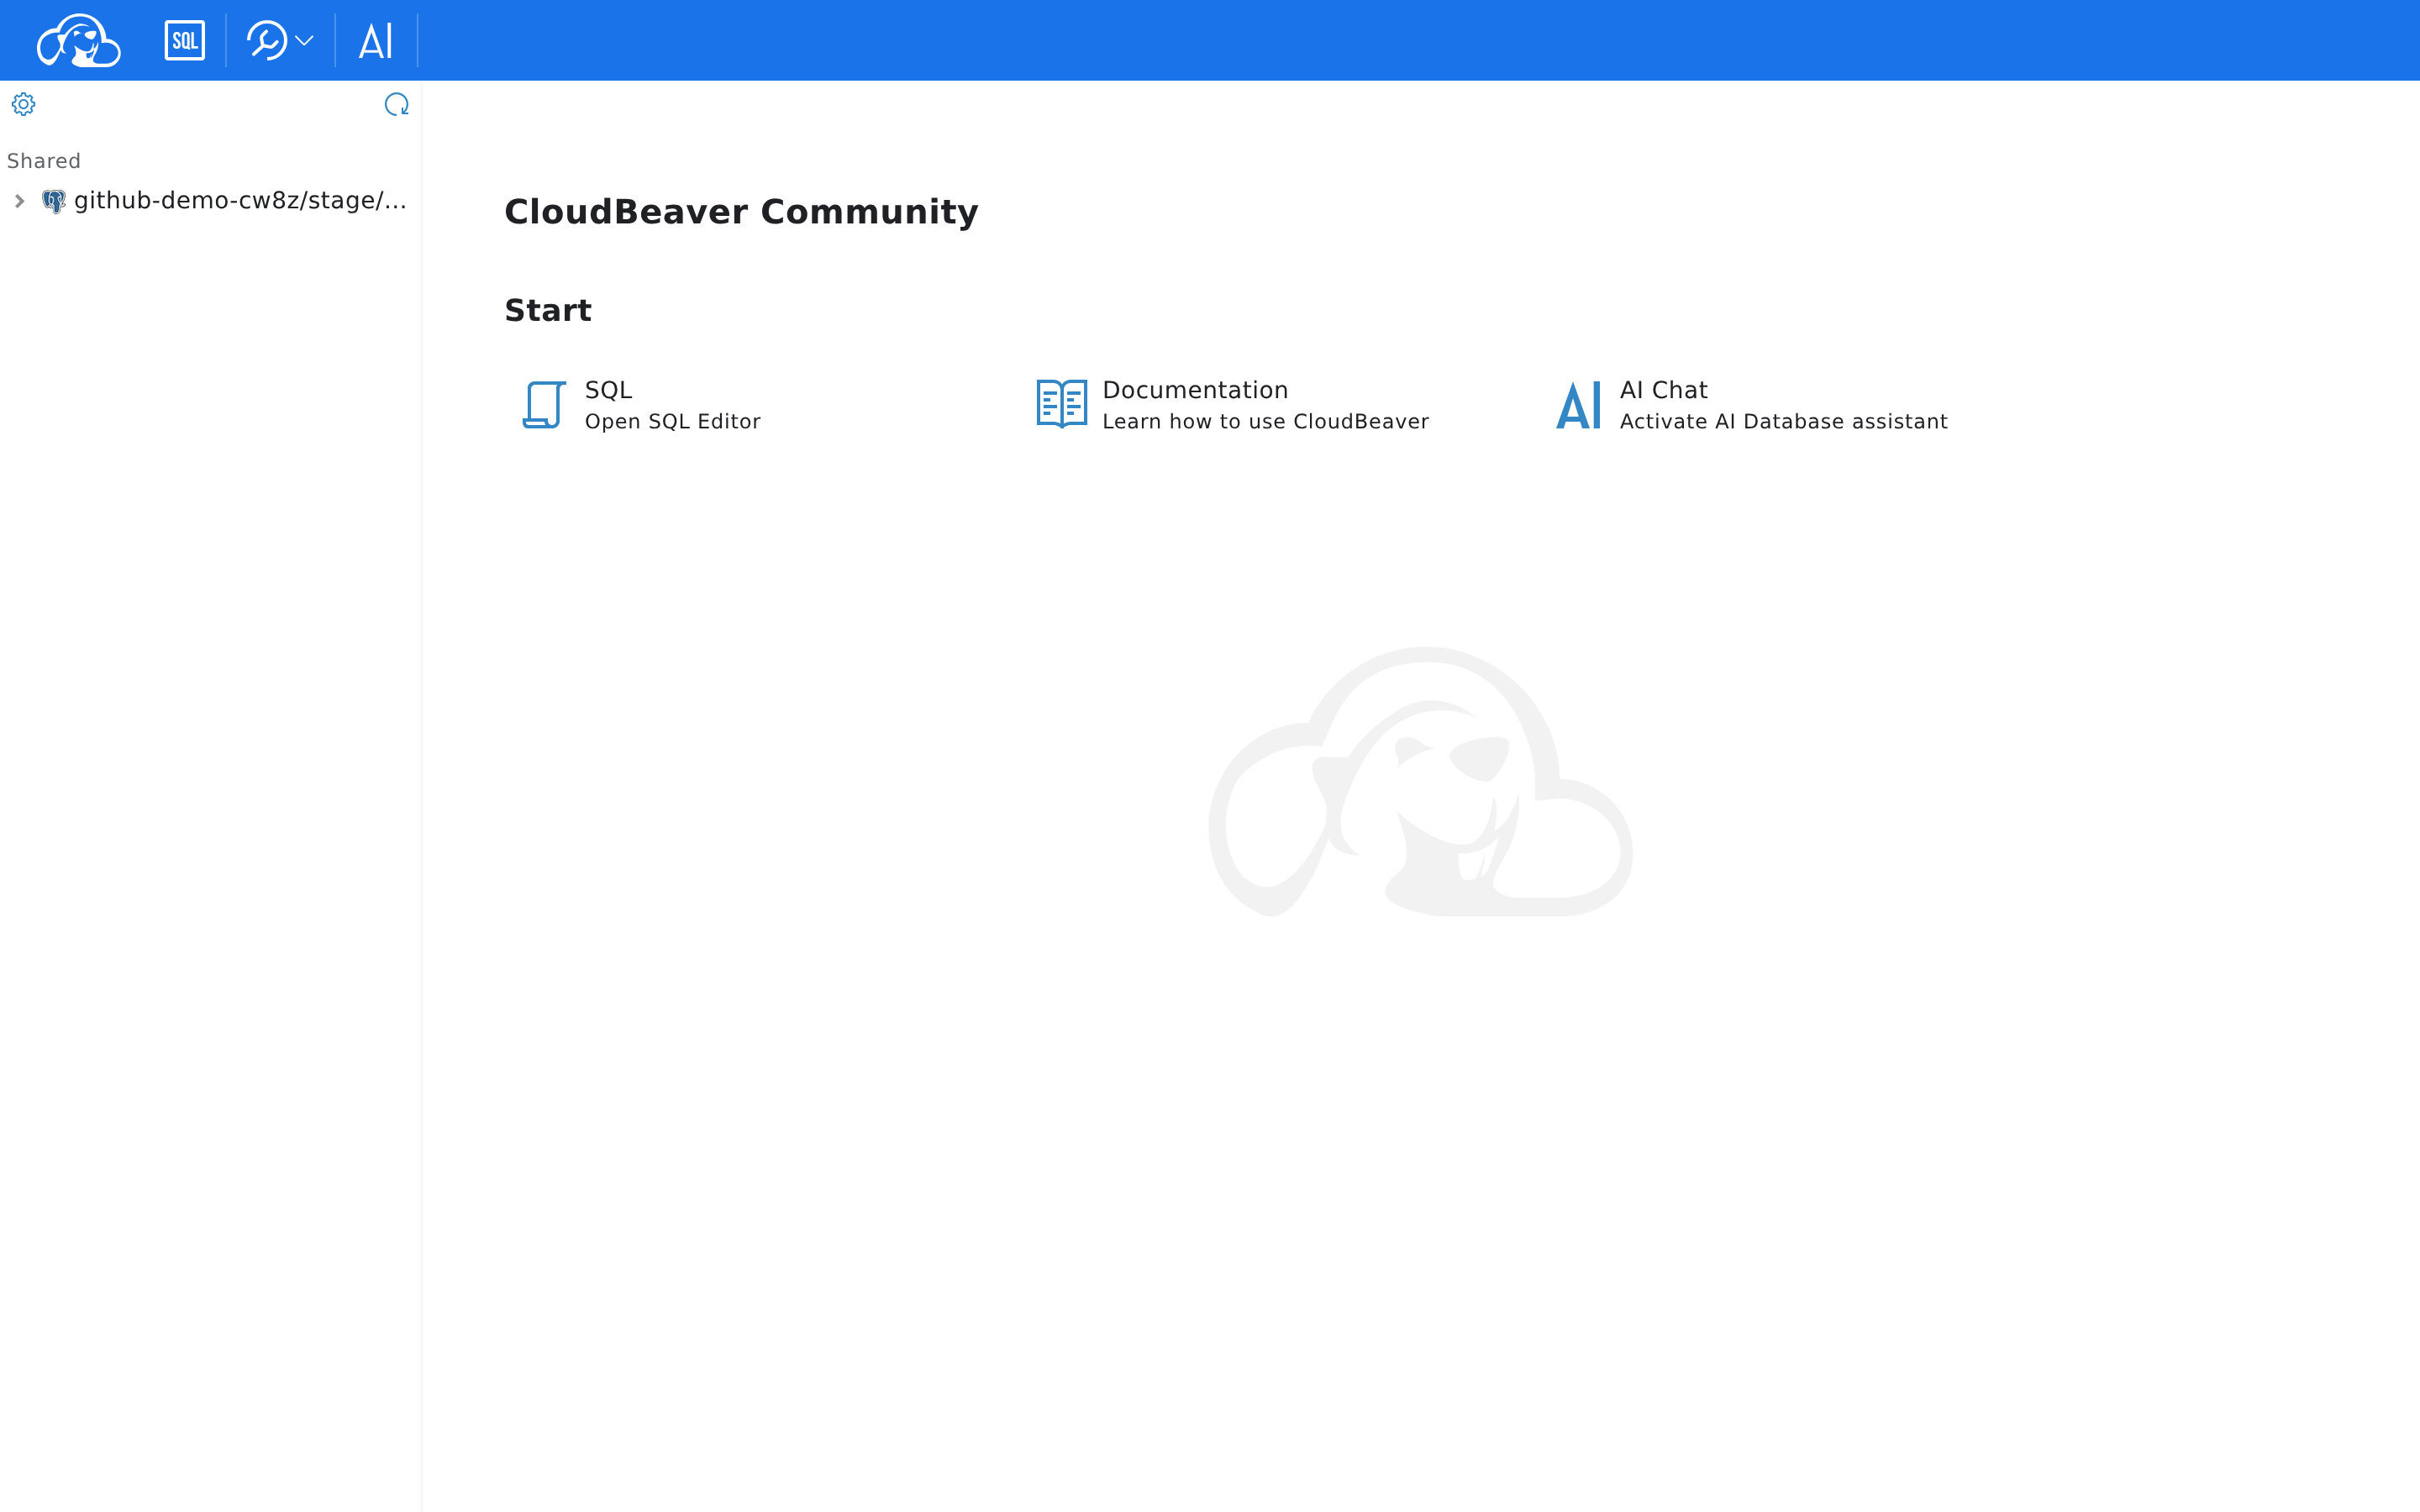 SQL
AI
Shared
github-demo-cw8z/stage/...
CloudBeaver Community
Start
SQL
Open SQL Editor
Documentation
Learn how to use CloudBeaver
AI
AI Chat
Activate AI Database assistant